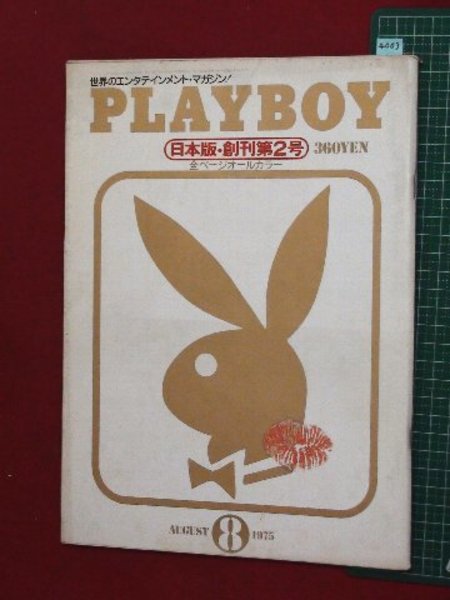 4003
世界のエンタテインメント・マガジン!
PLAYBOY
日本版・創刊第2号 360YEN
全ページオールカラー
AUGUST 8 1975